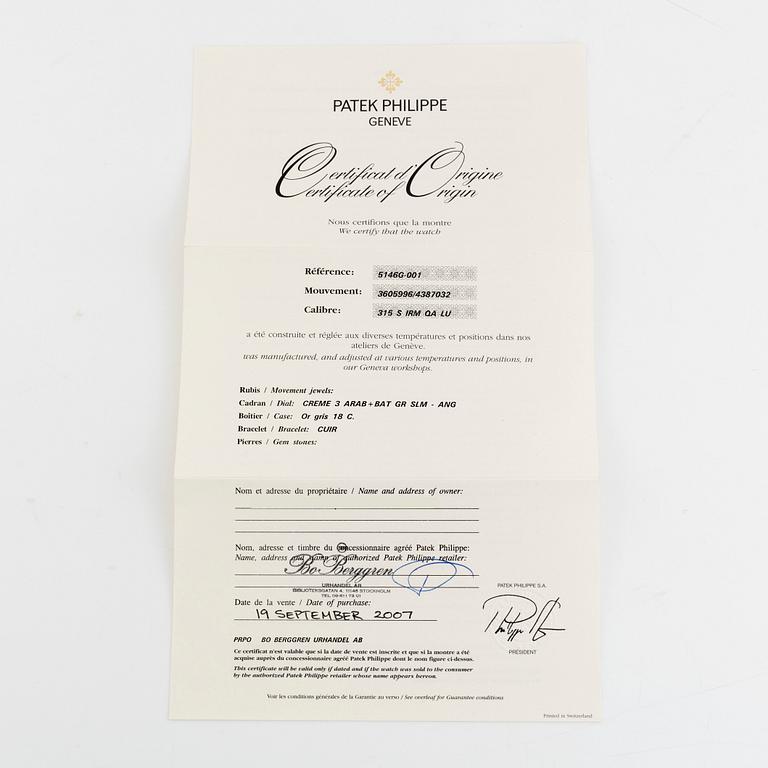 PATEK PHILIPPE
GENEVE
Certificat d'Origine
Certificate of Origin
Nous certifions que la montre
We certify that the watch
Référence: 5146G-001
Mouvement: 3605996/4387032
Calibre: 315 S IRM QA LU
a été construite et réglée aux diverses températures et positions dans nos
ateliers de Genève.
was manufactured, and adjusted at various temperatures and positions, in
our Geneva workshops.
Rubis / Movement jewels:
Cadran / Dial: CREME 3 ARAB+BAT GR SLM - ANG
Boîtier / Case: Or gris 18 C.
Bracelet / Bracelet: CUIR
Pierres / Gem stones:
Nom et adresse du propriétaire / Name and address of owner:
Nom, adresse et timbre du concessionnaire agréé Patek Philippe:
Name, address and stamp of authorized Patek Philippe retailer:
Bo Berggren
URHANDEL AB
BIBLIOTEKSGATAN 4, 11146 STOCKHOLM
Date de la vente / Date of purchase:
19 SEPTEMBER 2007
PATEK PHILIPPE S.A.
PRESIDENT
PRPO BO BERGGREN URHANDEL AB
Ce certificat n'est valable que si la date de vente est inscrite et que si la montre a été
acquise auprès du concessionnaire agréé Patek Philippe dont le nom figure ci-dessus.
This certificate will be valid only if dated and if the watch was sold to the consumer
by the authorized Patek Philippe retailer whose name appears hereon.
Voir les conditions générales de la Garantie au verso / See overleaf for Guarantee conditions
Printed in Switzerland